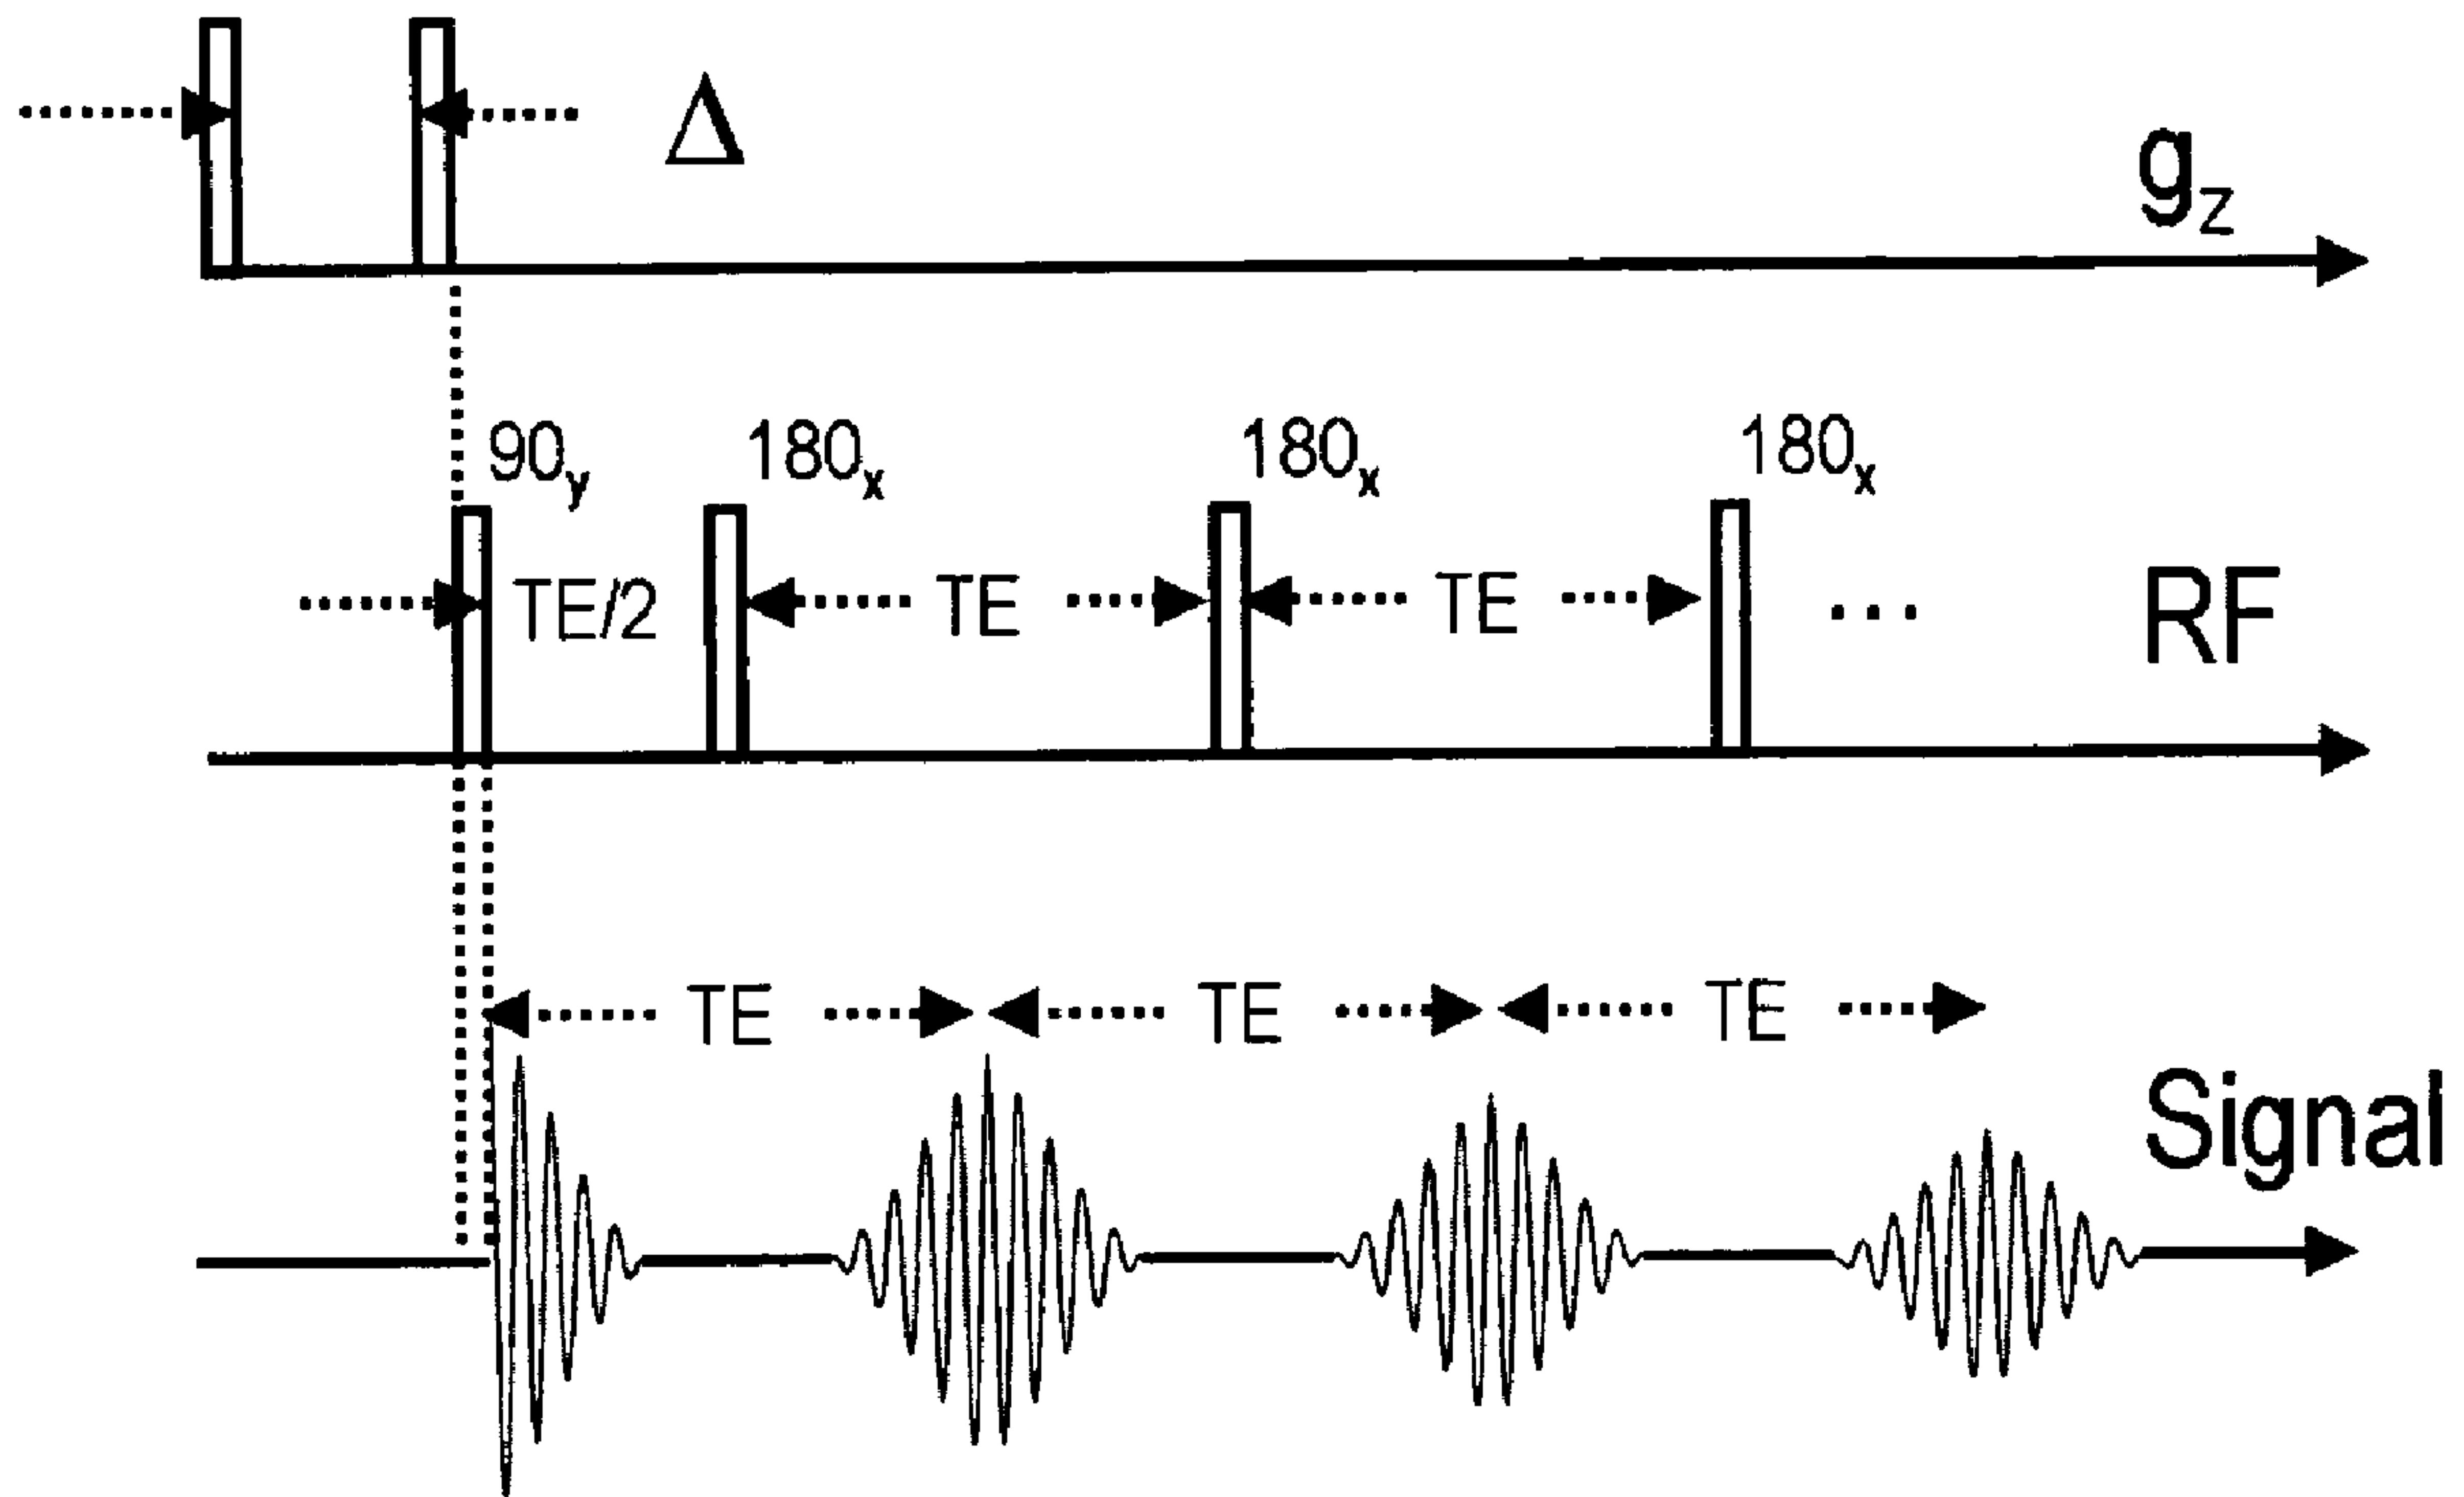 Δ
g_z
90_y 180_x 180_x 180_x
TE/2 TE TE ... RF
TE TE TE
Signal